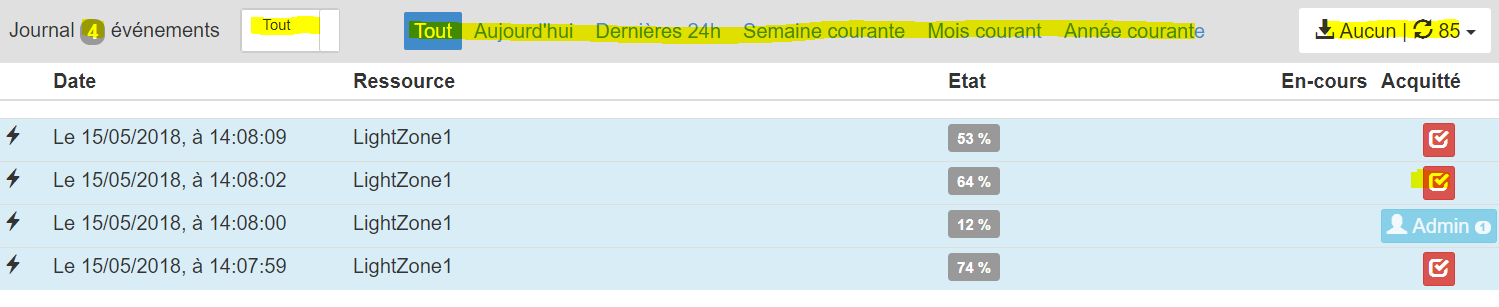 Journal 4 événements Tout Tout Aujourd'hui Dernières 24h Semaine courante Mois courant Année courante Aucun | 85
Date Ressource Etat En-cours Acquitté
Le 15/05/2018, à 14:08:09 LightZone1 53 %
Le 15/05/2018, à 14:08:02 LightZone1 64 %
Le 15/05/2018, à 14:08:00 LightZone1 12 % Admin 1
Le 15/05/2018, à 14:07:59 LightZone1 74 %